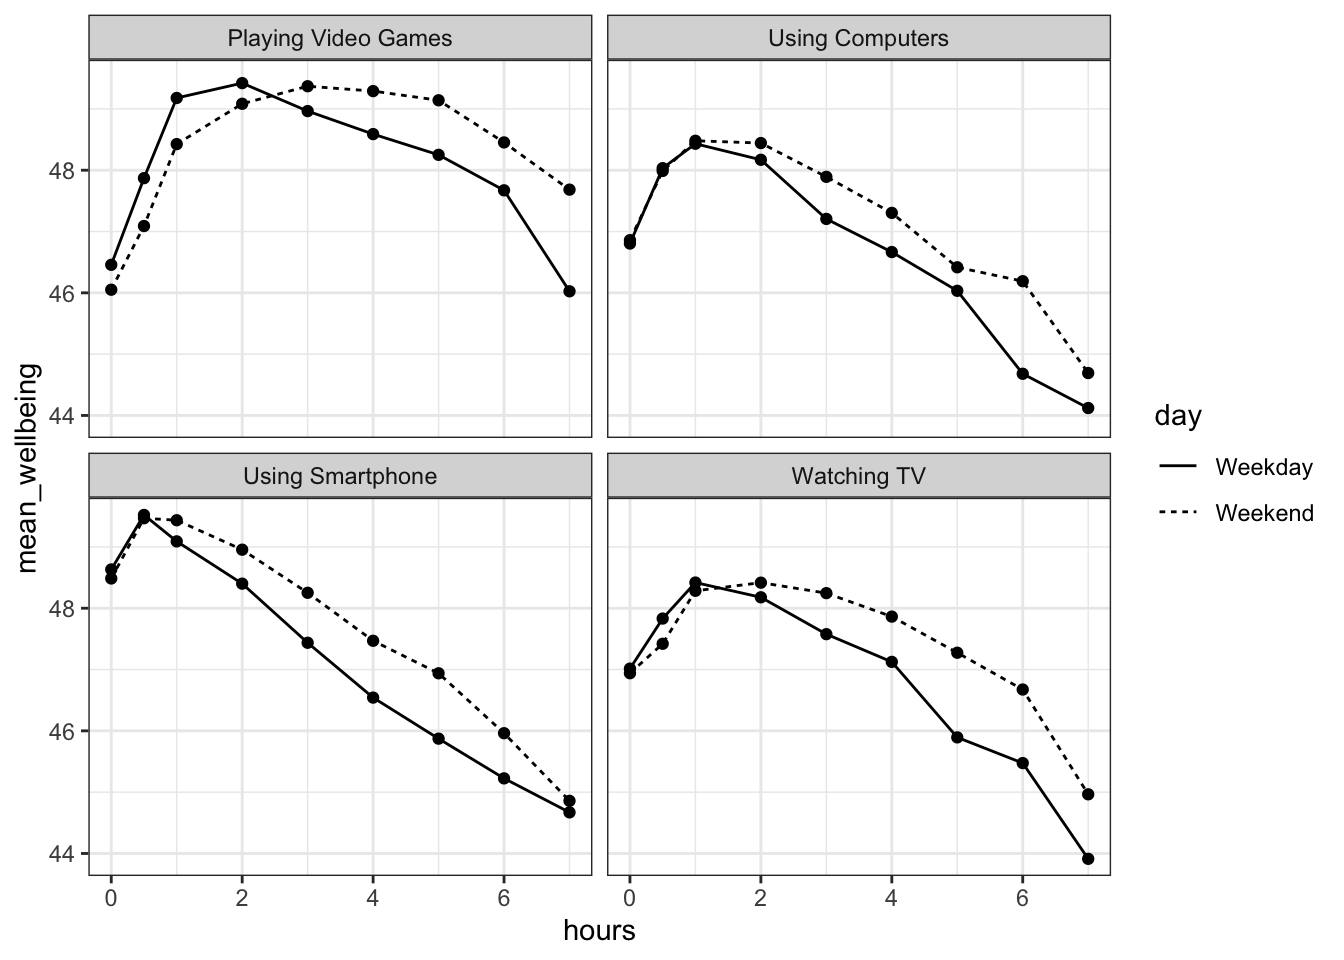 Playing Video Games
Using Computers
48
46
44
Using Smartphone
Watching TV
48
46
44
0 2 4 6
0 2 4 6
hours
mean_wellbeing
day
Weekday
Weekend